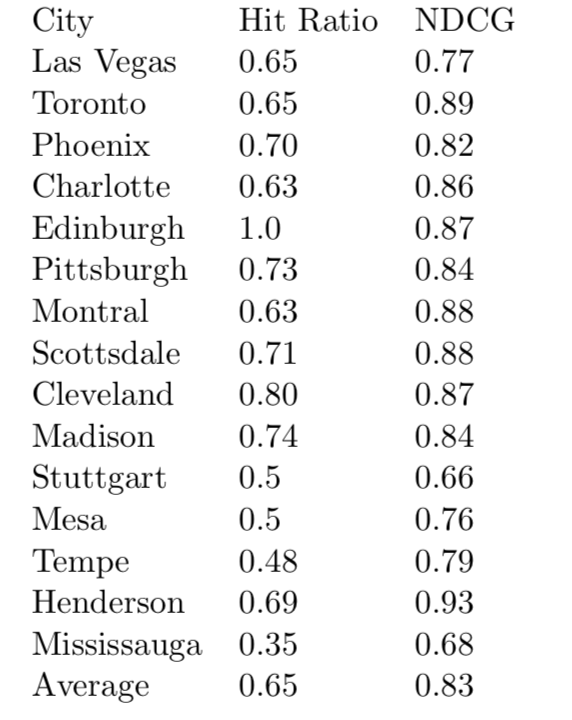 City Hit Ratio NDCG
Las Vegas 0.65 0.77
Toronto 0.65 0.89
Phoenix 0.70 0.82
Charlotte 0.63 0.86
Edinburgh 1.0 0.87
Pittsburgh 0.73 0.84
Montral 0.63 0.88
Scottsdale 0.71 0.88
Cleveland 0.80 0.87
Madison 0.74 0.84
Stuttgart 0.5 0.66
Mesa 0.5 0.76
Tempe 0.48 0.79
Henderson 0.69 0.93
Mississauga 0.35 0.68
Average 0.65 0.83